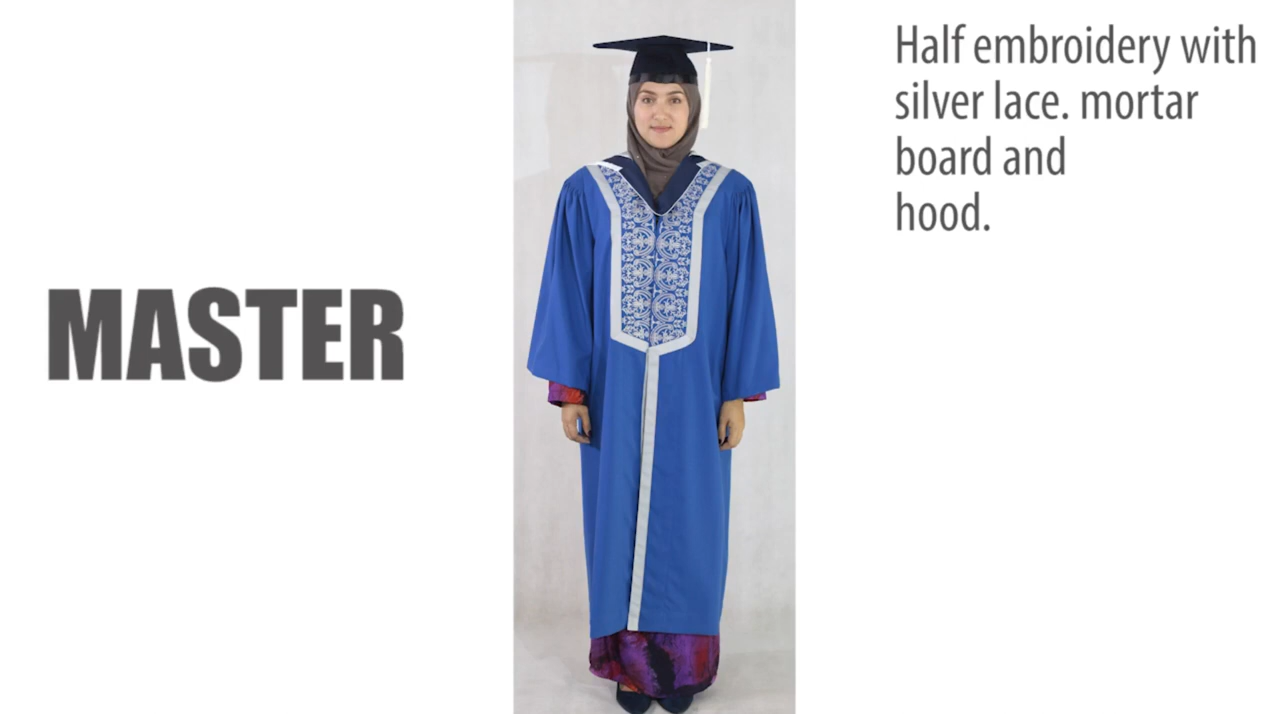 MASTER
Half embroidery with
silver lace. mortar
board and
hood.